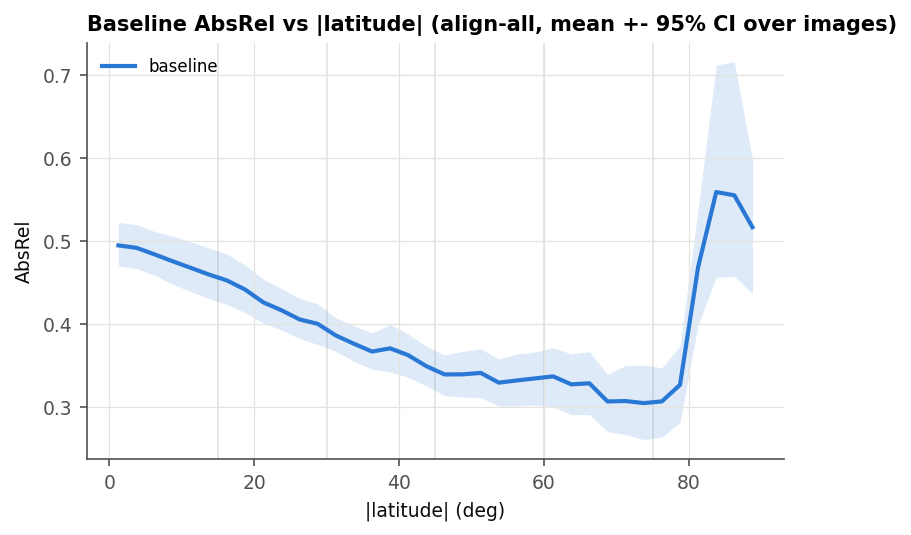 Baseline AbsRel vs |latitude| (align-all, mean +- 95% CI over images)
baseline
0.7
0.6
0.5
0.4
0.3
AbsRel
0 20 40 60 80
|latitude| (deg)